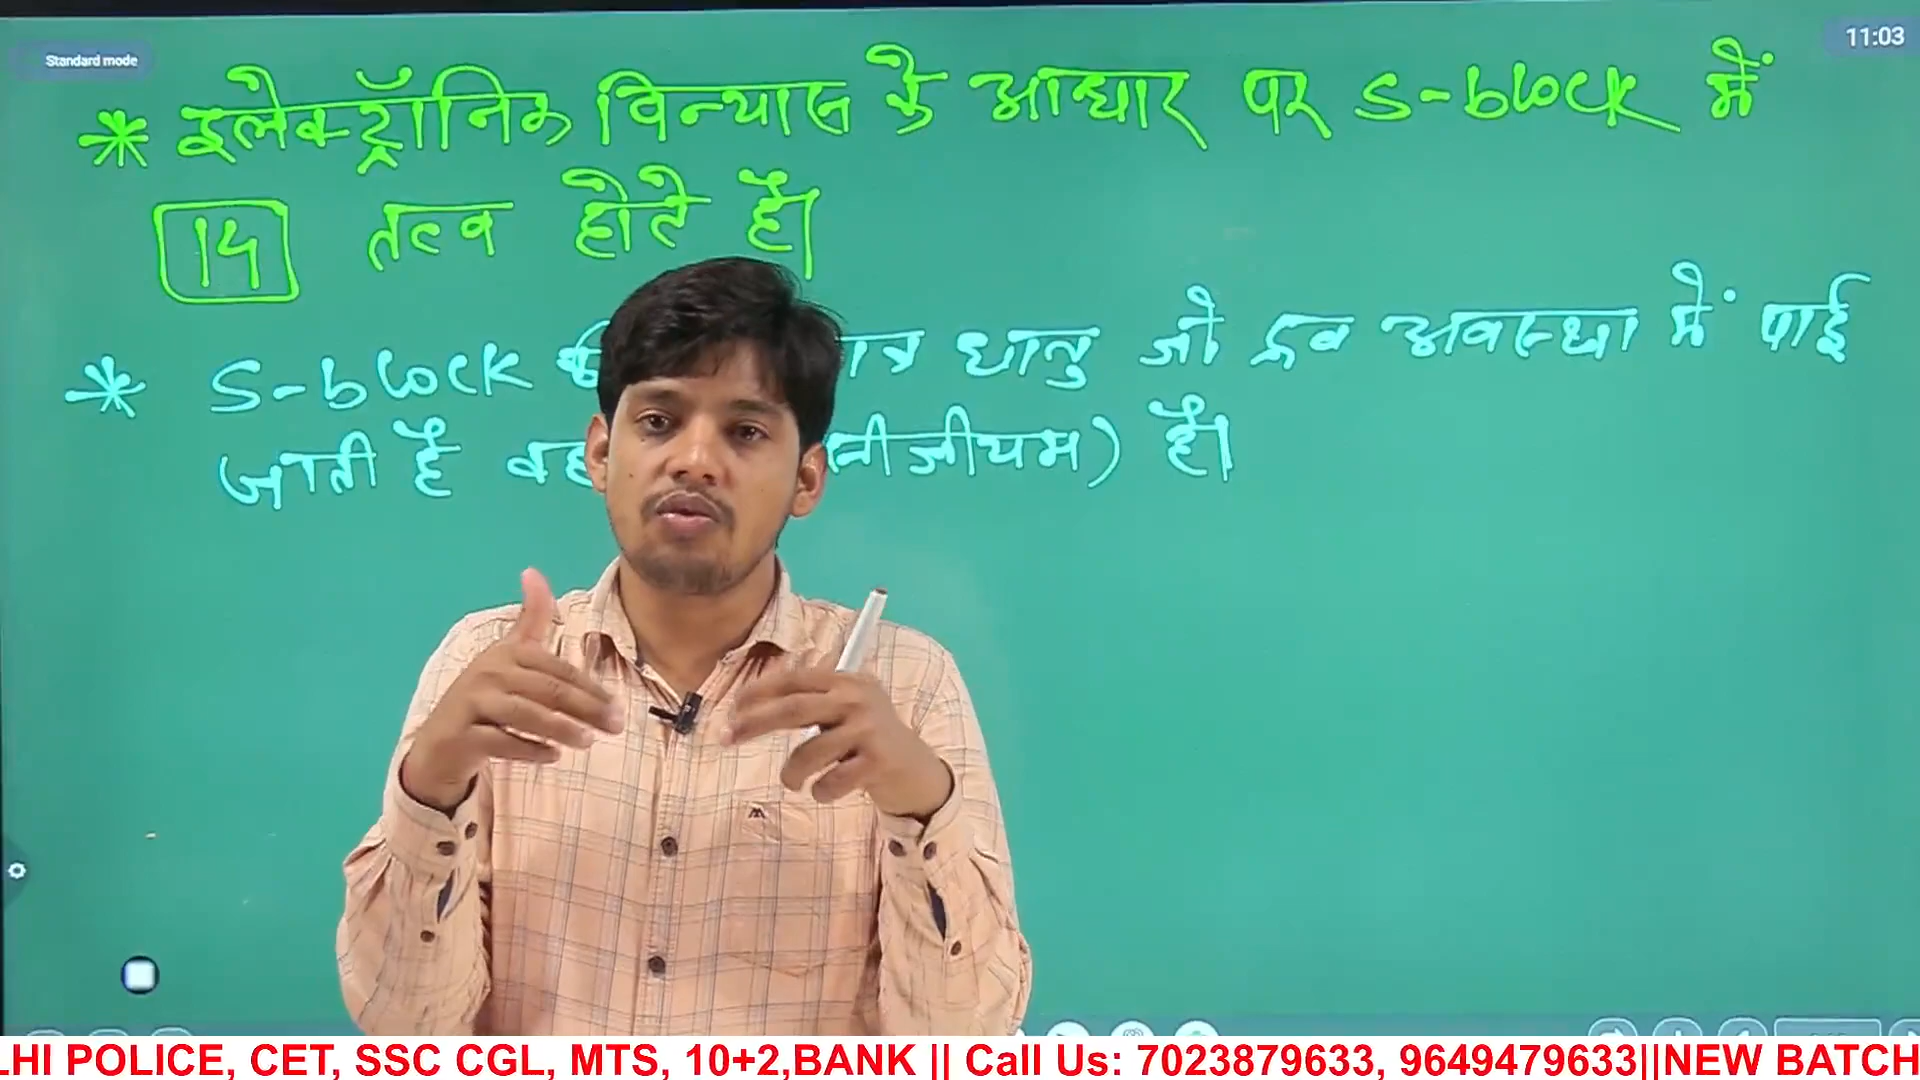 Standard mode
11:03
* इलेक्ट्रॉनिक विन्यास के आधार पर S-block में
14 तत्व होते है।
* S-block धातु जो द्रव अवस्था में पाई
जाती है वह है।
LHI POLICE, CET, SSC CGL, MTS, 10+2,BANK || Call Us: 7023879633, 9649479633||NEW BATCH